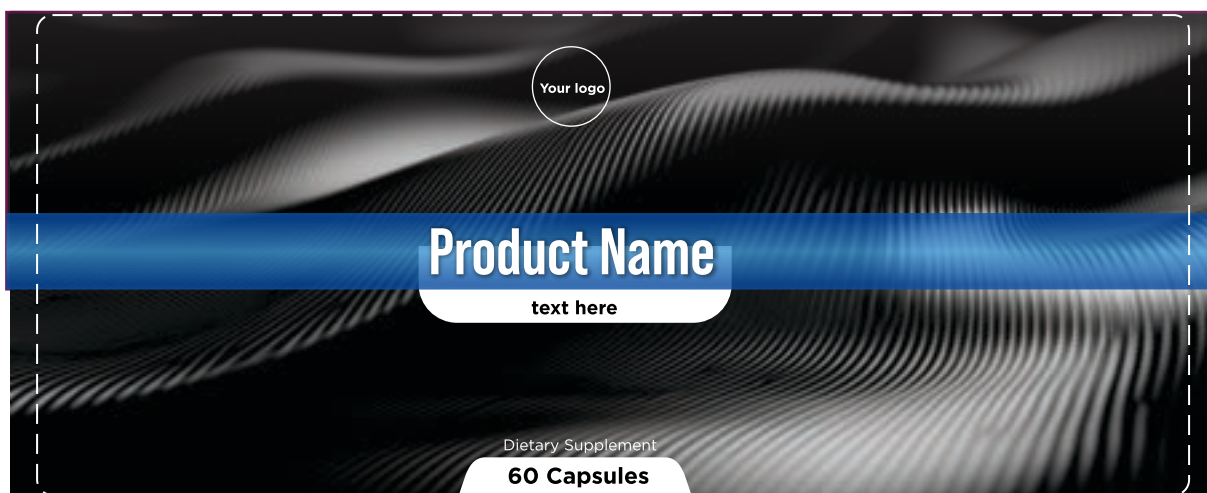 Your logo
Product Name
text here
Dietary Supplement
60 Capsules